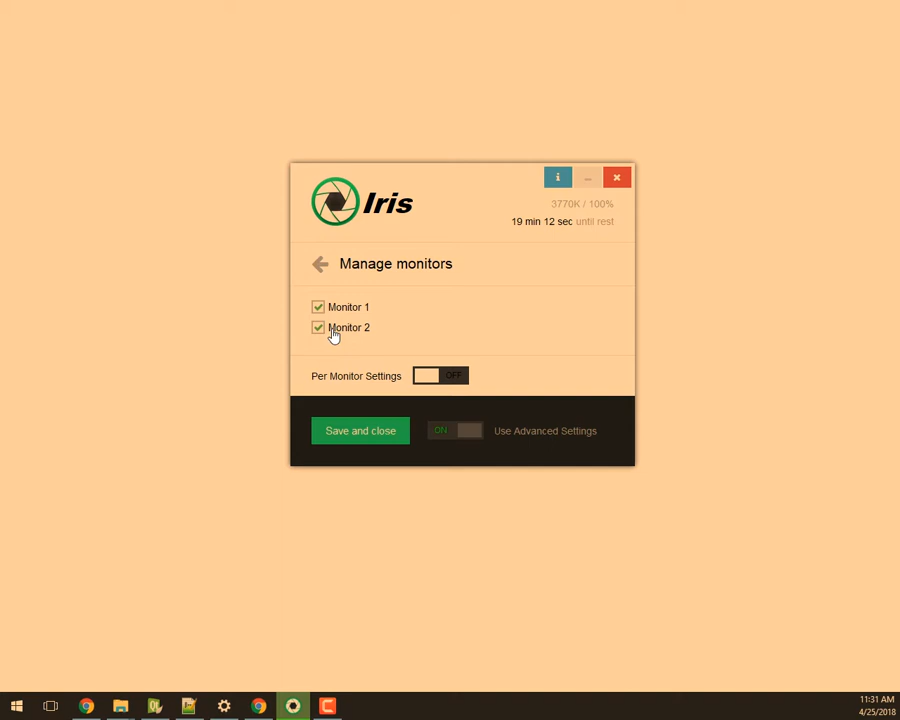 Iris
i
3770K / 100%
19 min 12 sec until rest
Manage monitors
Monitor 1
Monitor 2
Per Monitor Settings OFF
Save and close ON Use Advanced Settings
11:31 AM
4/25/2018